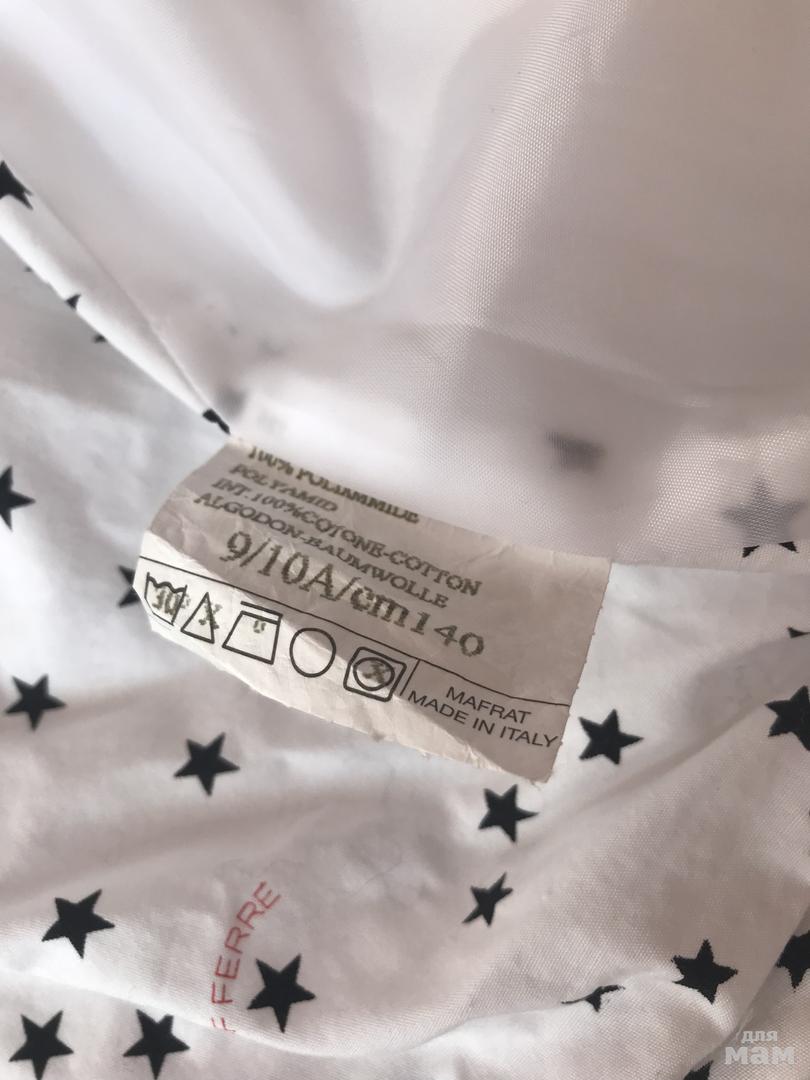 100% POLIAMMIDE
POLYAMID
INT.100%COTONE-COTTON
ALGODON-BAUMWOLLE
9/10A/cm140
30° X
MAFRAT
MADE IN ITALY
FERRE
для
мам